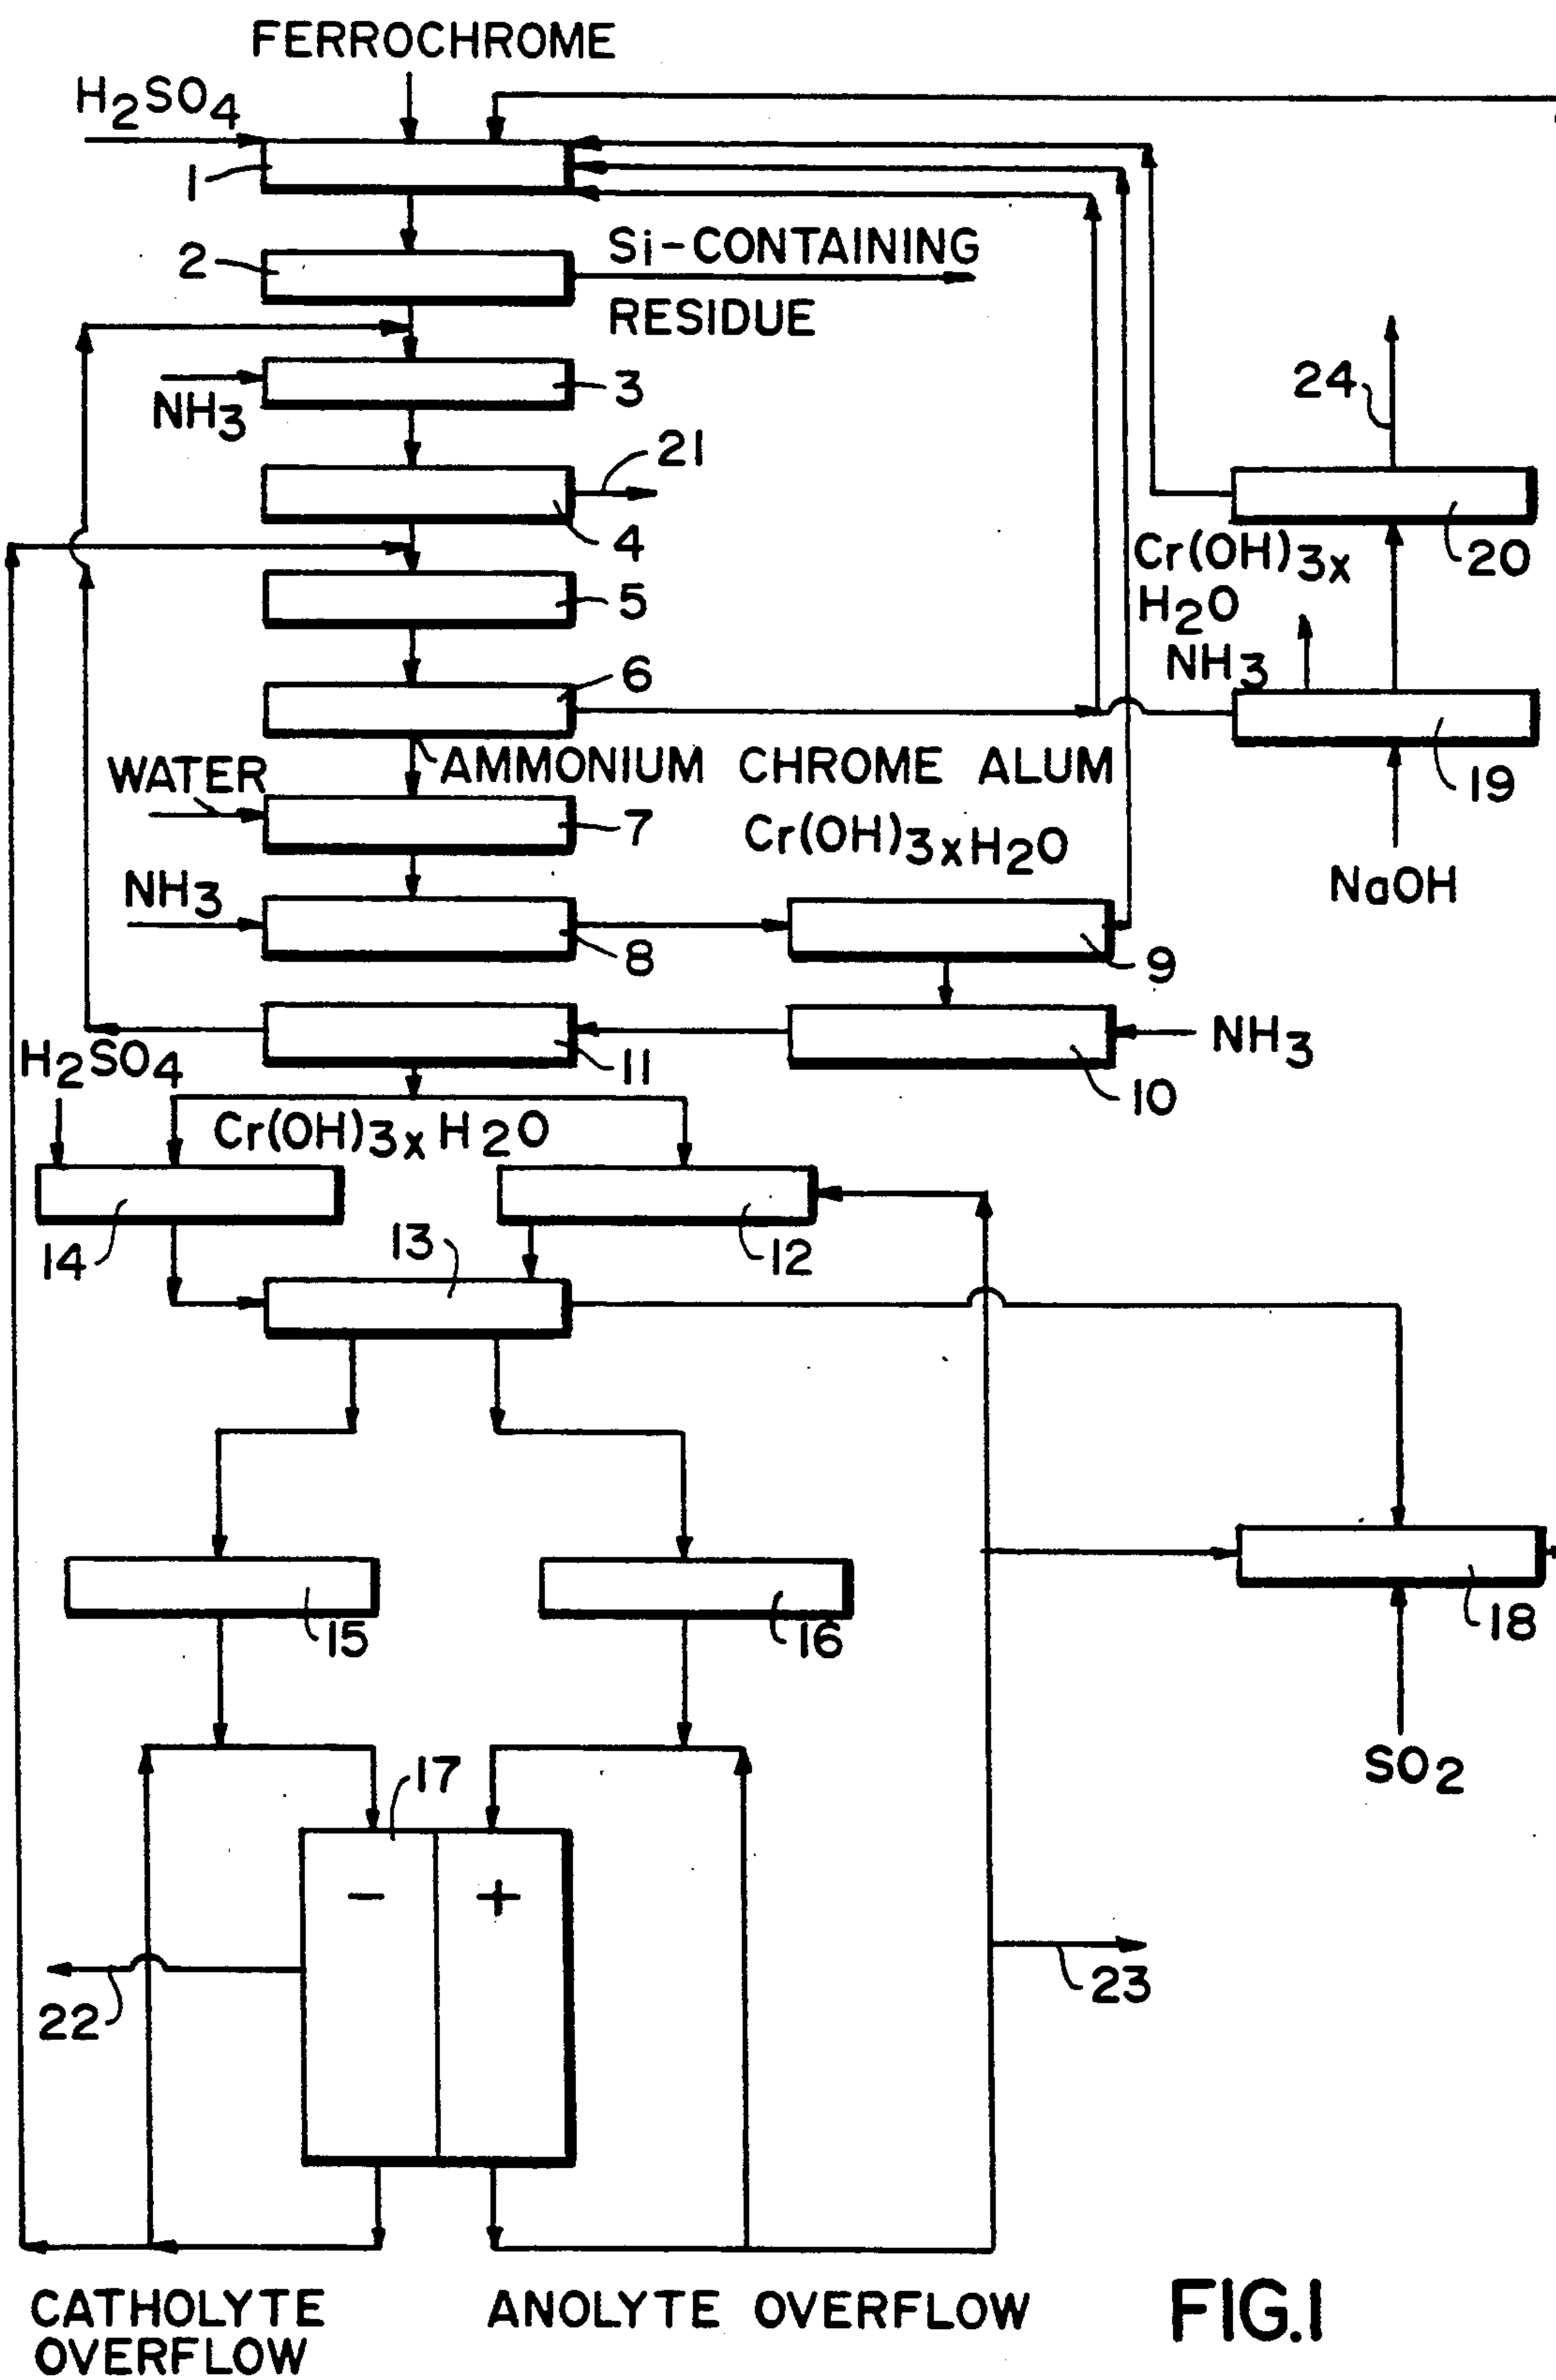 FERROCHROME
H2SO4
1
2
Si-CONTAINING
RESIDUE
3
NH3
24
21
4
Cr(OH)3x
H2O
20
5
NH3
6
AMMONIUM CHROME ALUM
WATER
19
7
Cr(OH)3xH2O
NaOH
NH3
8
9
NH3
H2SO4
11
10
Cr(OH)3xH2O
14
13
12
15
16
18
SO2
17
−
+
22
23
CATHOLYTE
OVERFLOW
ANOLYTE OVERFLOW
FIG.1